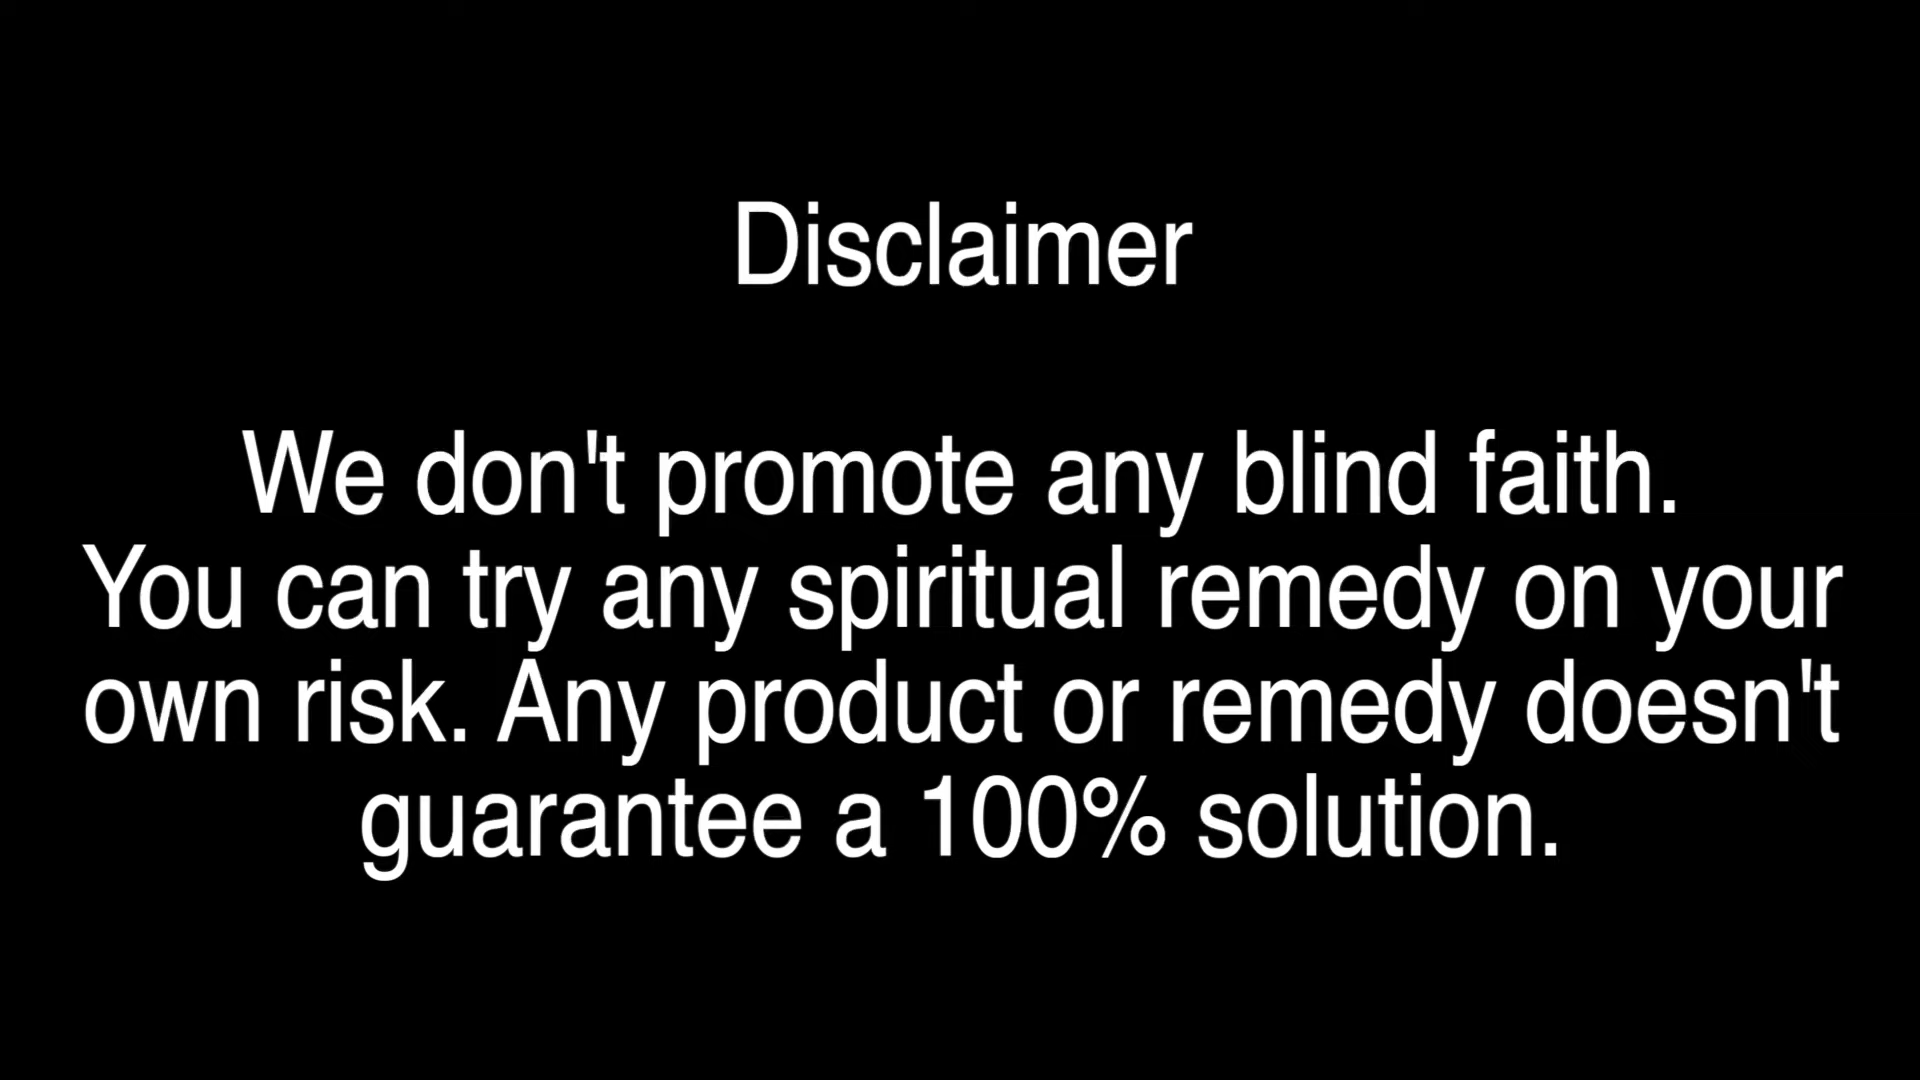 Disclaimer
We don't promote any blind faith.
You can try any spiritual remedy on your
own risk. Any product or remedy doesn't
guarantee a 100% solution.